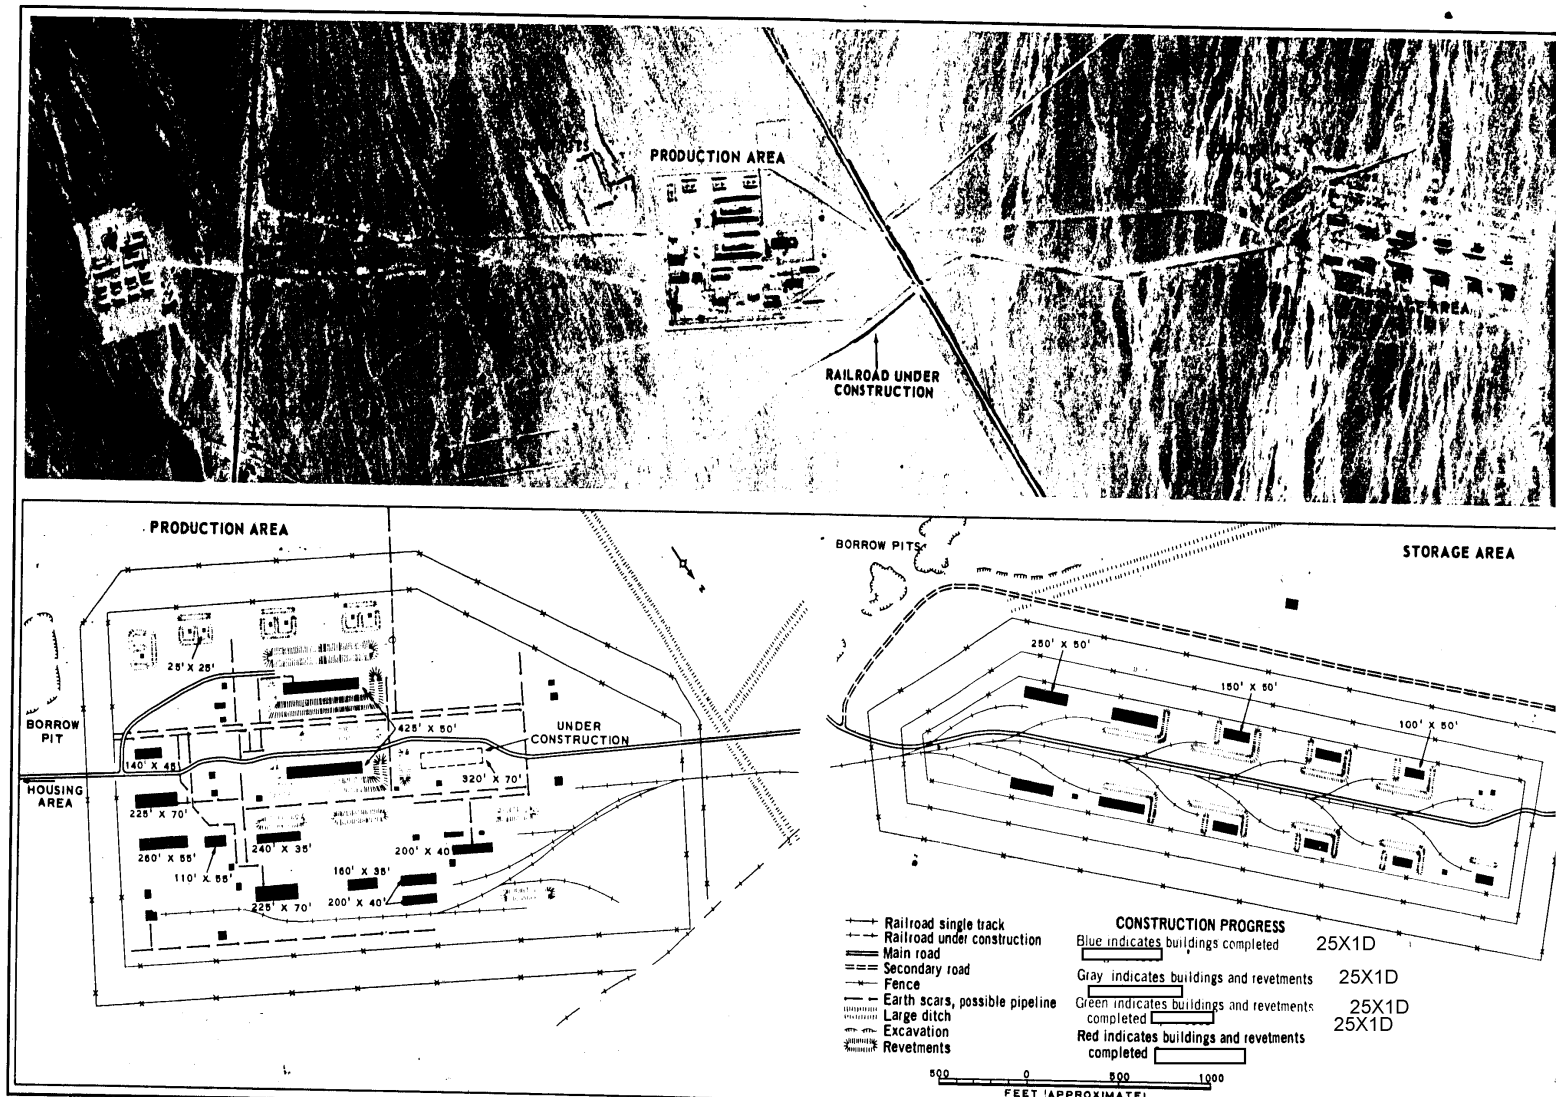 PRODUCTION AREA
RAILROAD UNDER
CONSTRUCTION
AREA
PRODUCTION AREA
N
25' X 25'
BORROW
PIT
425' X 50'
UNDER
CONSTRUCTION
140' X 45'
320' X 70'
HOUSING
AREA
225' X 70'
260' X 55'
110' X 55'
240' X 35'
200' X 40'
160' X 35'
225' X 70'
200' X 40'
BORROW PITS
STORAGE AREA
250' X 50'
150' X 50'
100' X 50'
Railroad single track
Railroad under construction
Main road
Secondary road
Fence
Earth scars, possible pipeline
Large ditch
Excavation
Revetments
CONSTRUCTION PROGRESS
Blue indicates buildings completed
25X1D
Gray indicates buildings and revetments
25X1D
Green indicates buildings and revetments
completed
25X1D
25X1D
Red indicates buildings and revetments
completed
500 0 500 1000
FEET (APPROXIMATE)